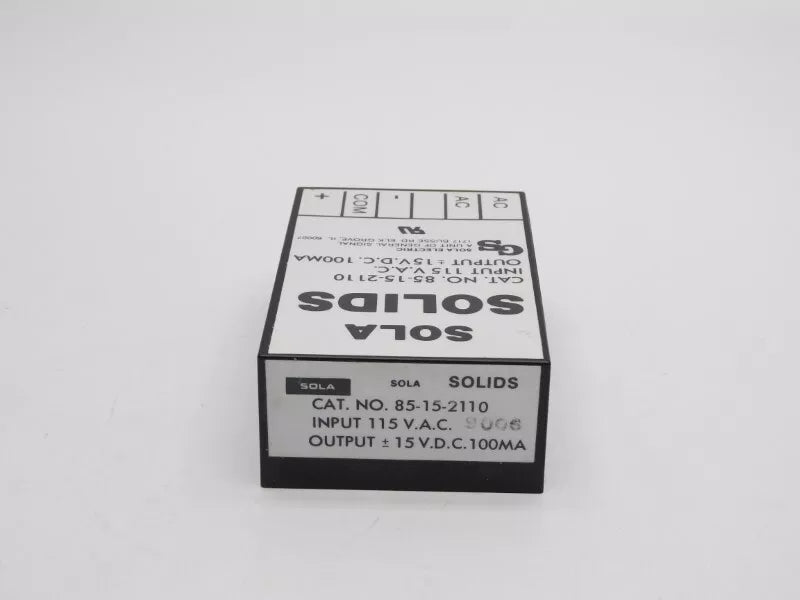 SOLA SOLA SOLIDS
CAT. NO. 85-15-2110
INPUT 115 V.A.C. 9006
OUTPUT ± 15 V.D.C. 100MA
SOLA
SOLIDS
CAT. NO. 85-15-2110
INPUT 115 V.A.C.
OUTPUT ± 15V.D.C. 100MA
GS
SOLA ELECTRIC
A UNIT OF GENERAL SIGNAL
1717 BUSSE RD. ELK GROVE, IL 60007
AC AC - COM +